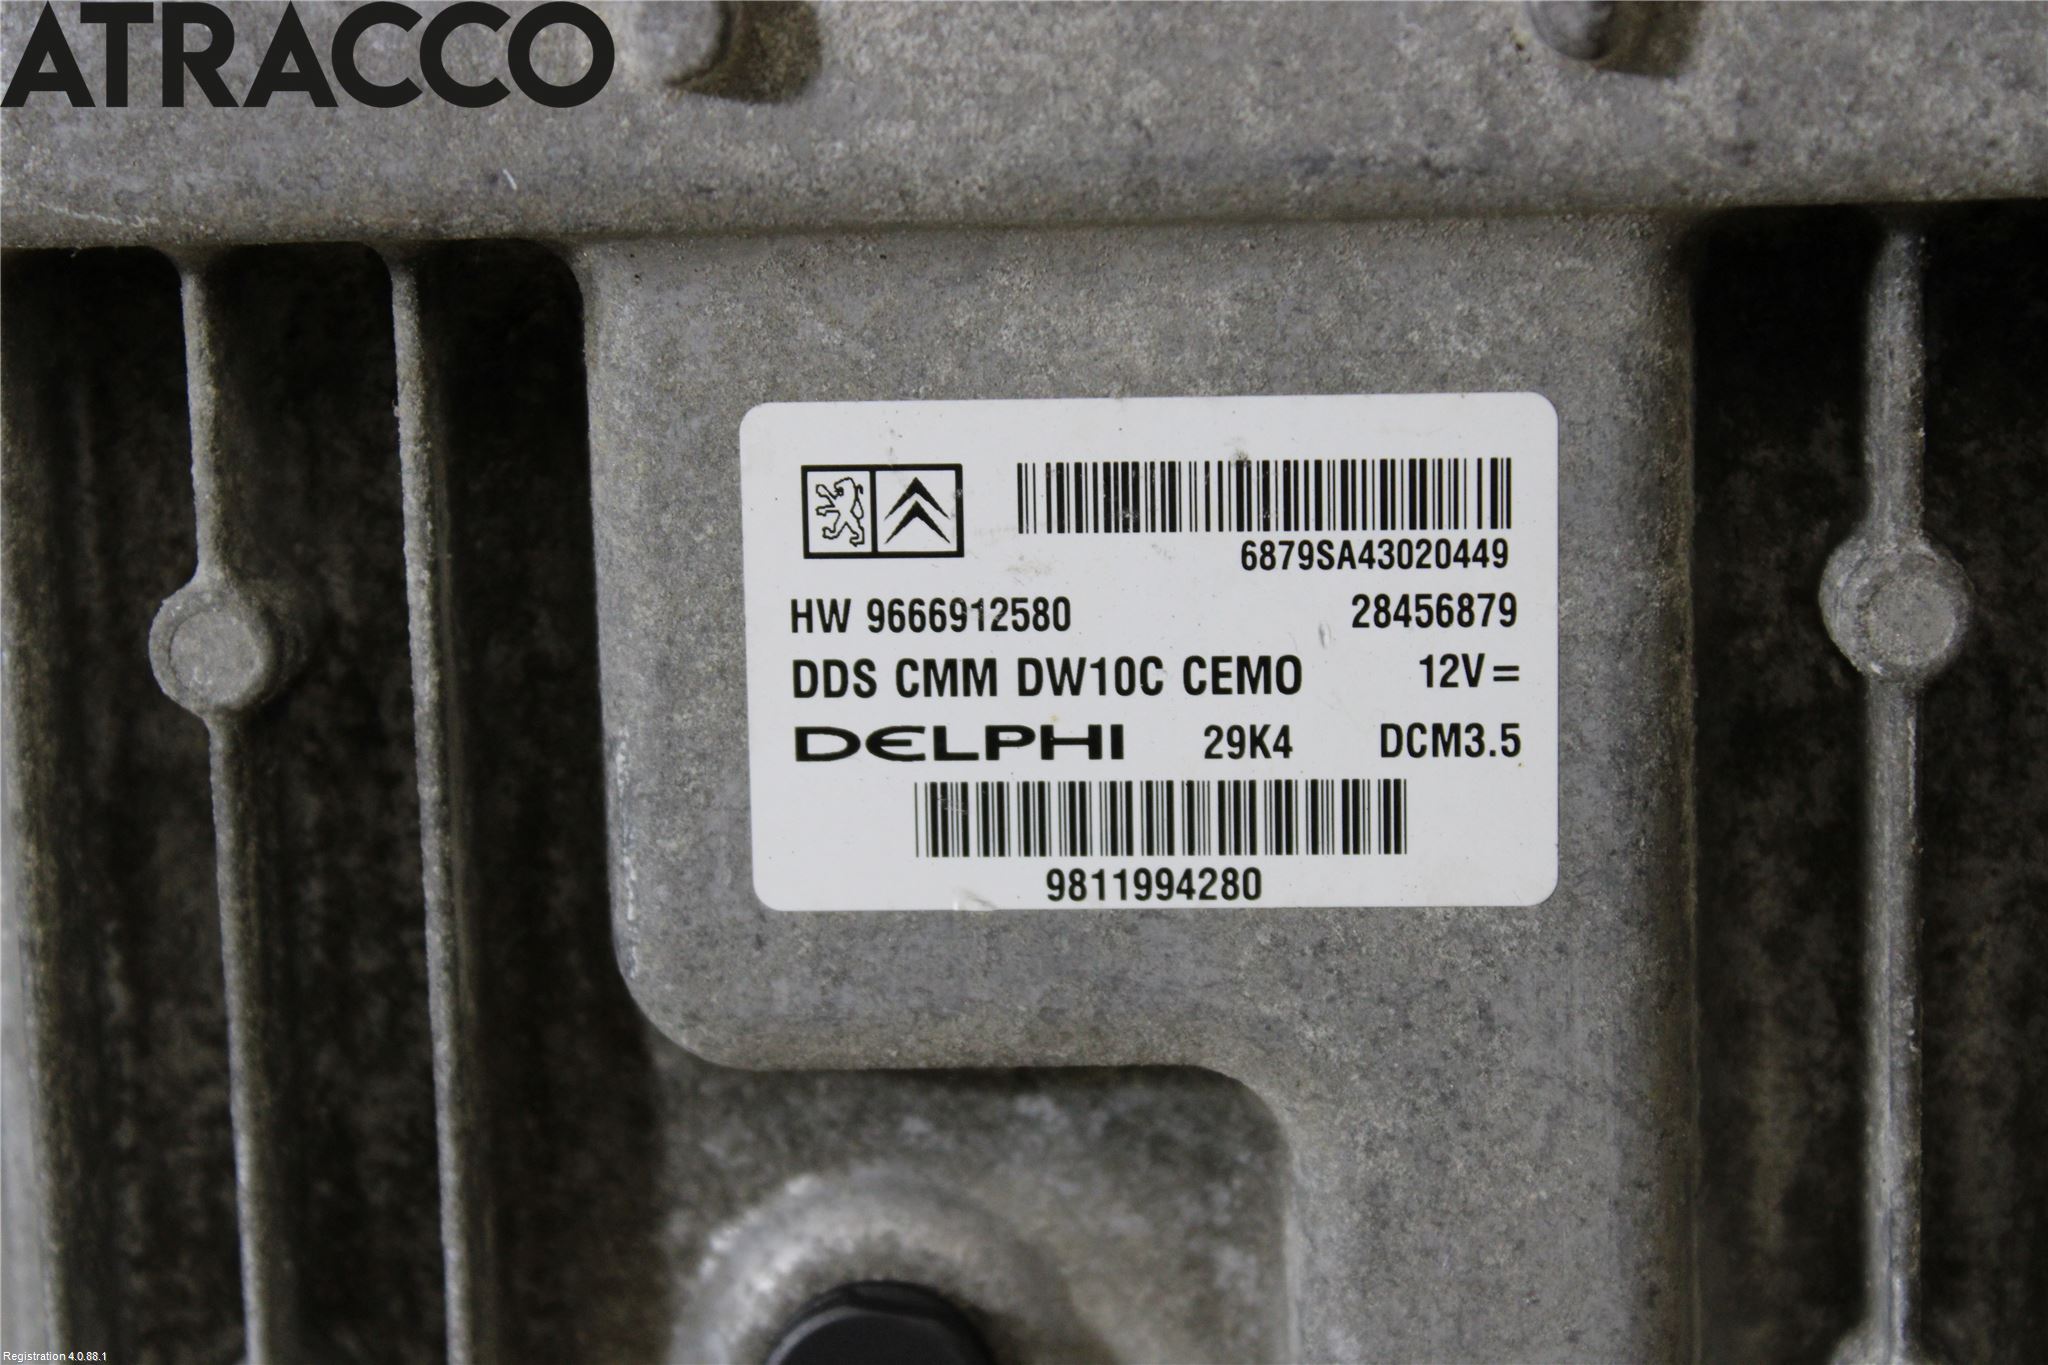 ATRACCO
6879SA43020449
HW 9666912580 28456879
DDS CMM DW10C CEMO 12V=
DELPHI 29K4 DCM3.5
9811994280
Registration 4.0.88.1